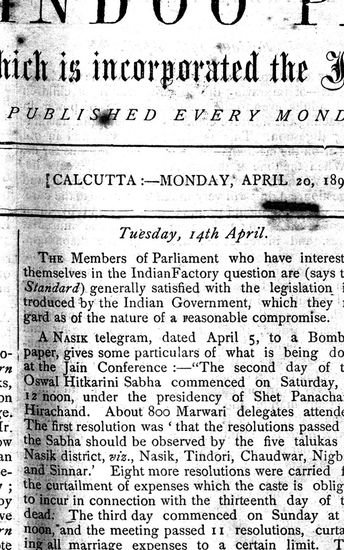 INDOO P
hich is incorporated the
PUBLISHED EVERY MOND
[CALCUTTA:—MONDAY, APRIL 20, 189
Tuesday, 14th April.
THE Members of Parliament who have interest
themselves in the Indian Factory question are (says t
Standard) generally satisfied with the legislation i
troduced by the Indian Government, which they r
gard as of the nature of a reasonable compromise.
A NASIK telegram, dated April 5, to a Bomb
paper, gives some particulars of what is being do
at the Jain Conference:—"The second day of t
Oswal Hitkarini Sabha commenced on Saturday,
12 noon, under the presidency of Shet Panacha
Hirachand. About 800 Marwari delegates attende
The first resolution was 'that the resolutions passed
the Sabha should be observed by the five talukas
Nasik district, viz., Nasik, Tindori, Chaudwar, Nigb
and Sinnar.' Eight more resolutions were carried f
the curtailment of expenses which the caste is oblig
to incur in connection with the thirteenth day of t
dead. The third day commenced on Sunday at
noon, and the meeting passed 11 resolutions, curta
ing all marriage expenses to a certain limit. T